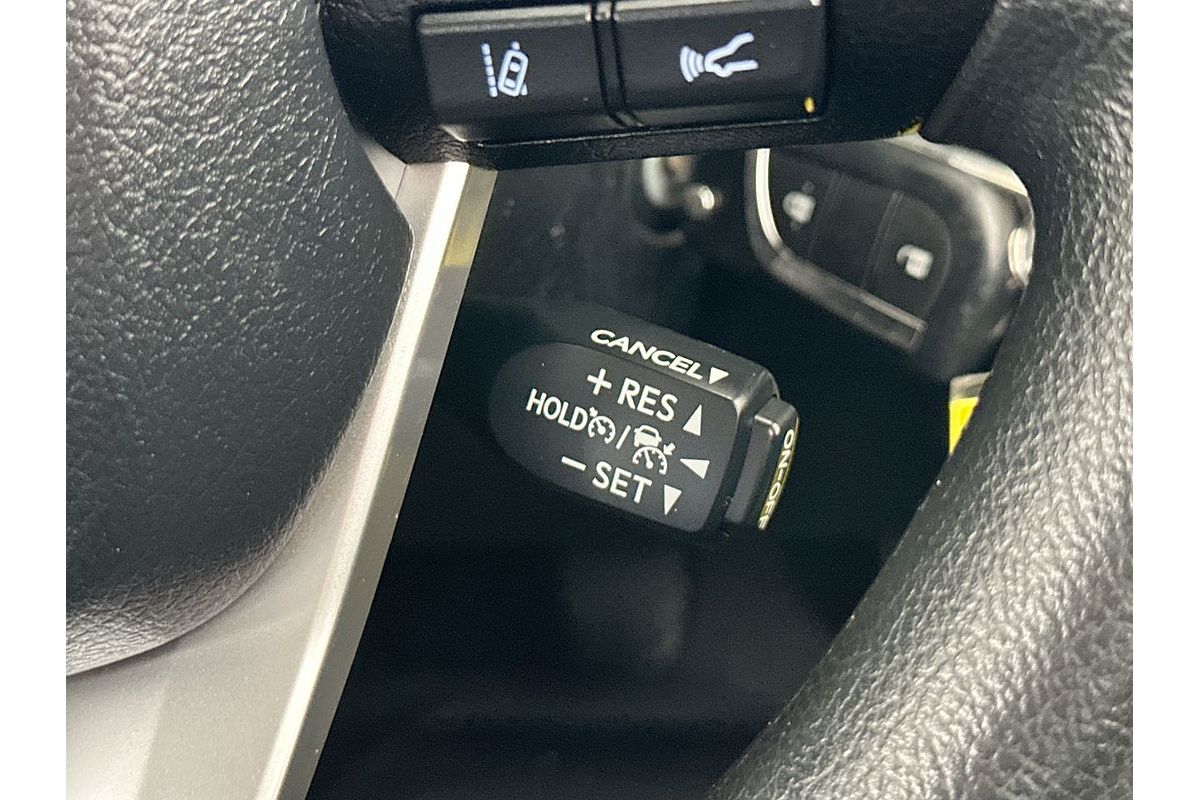 CANCEL▼
+ RES ▲
HOLD / ◀
- SET ▼
ON-OFF